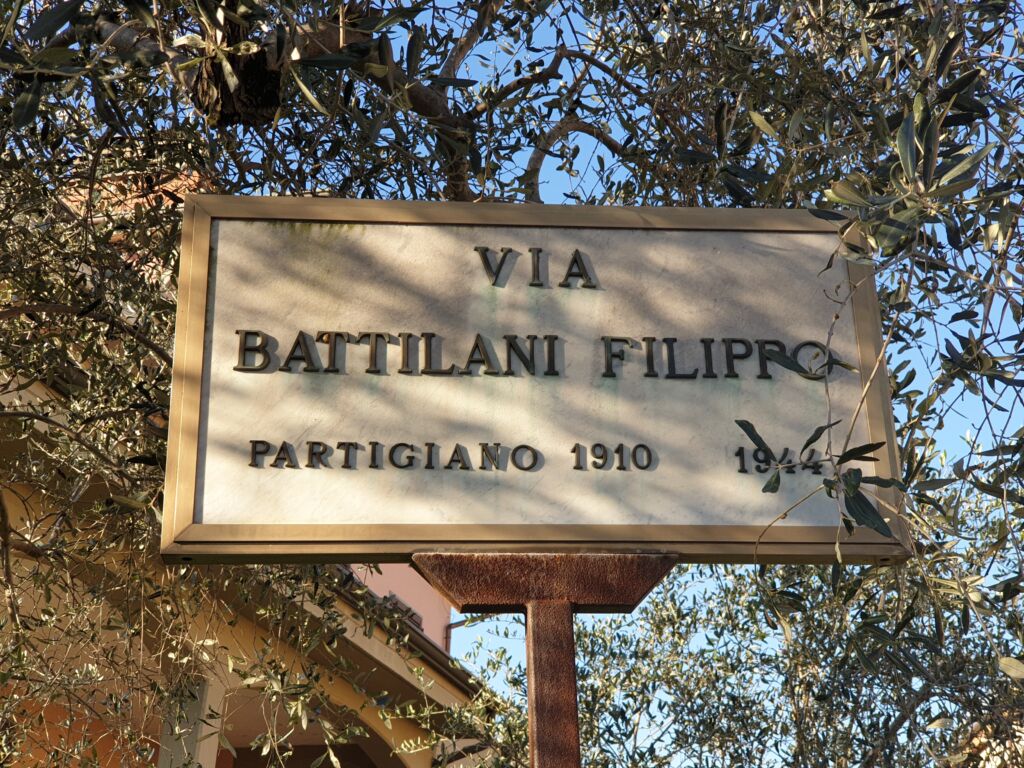 VIA
BATTILANI FILIPPO
PARTIGIANO 1910 1944